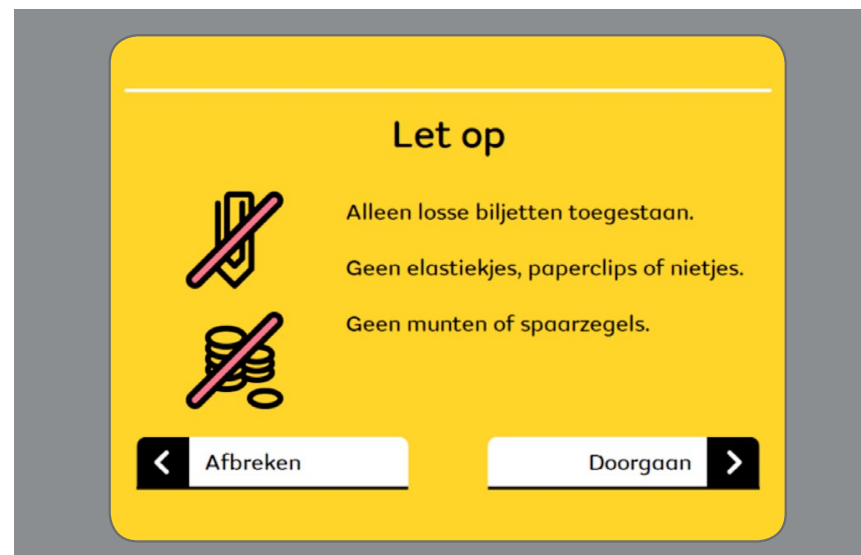 Let op
Alleen losse biljetten toegestaan.
Geen elastiekjes, paperclips of nietjes.
Geen munten of spaarzegels.
Afbreken
Doorgaan